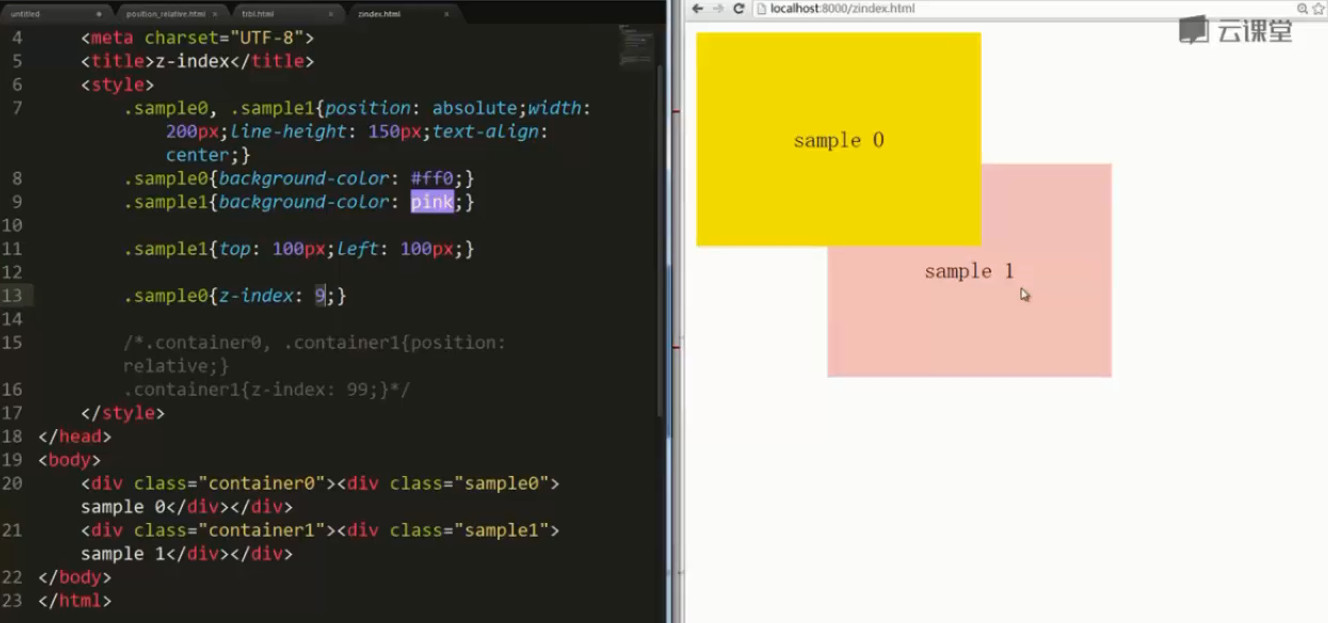 untitled position_relative.html trbl.html zindex.html
4 <meta charset="UTF-8">
5 <title>z-index</title>
6 <style>
7 .sample0, .sample1{position: absolute;width:
200px;line-height: 150px;text-align:
center;}
8 .sample0{background-color: #ff0;}
9 .sample1{background-color: pink;}
10
11 .sample1{top: 100px;left: 100px;}
12
13 .sample0{z-index: 9;}
14
15 /*.container0, .container1{position:
relative;}
16 .container1{z-index: 99;}*/
17 </style>
18 </head>
19 <body>
20 <div class="container0"><div class="sample0">
sample 0</div></div>
21 <div class="container1"><div class="sample1">
sample 1</div></div>
22 </body>
23 </html>
localhost:8000/zindex.html
云课堂
sample 0
sample 1